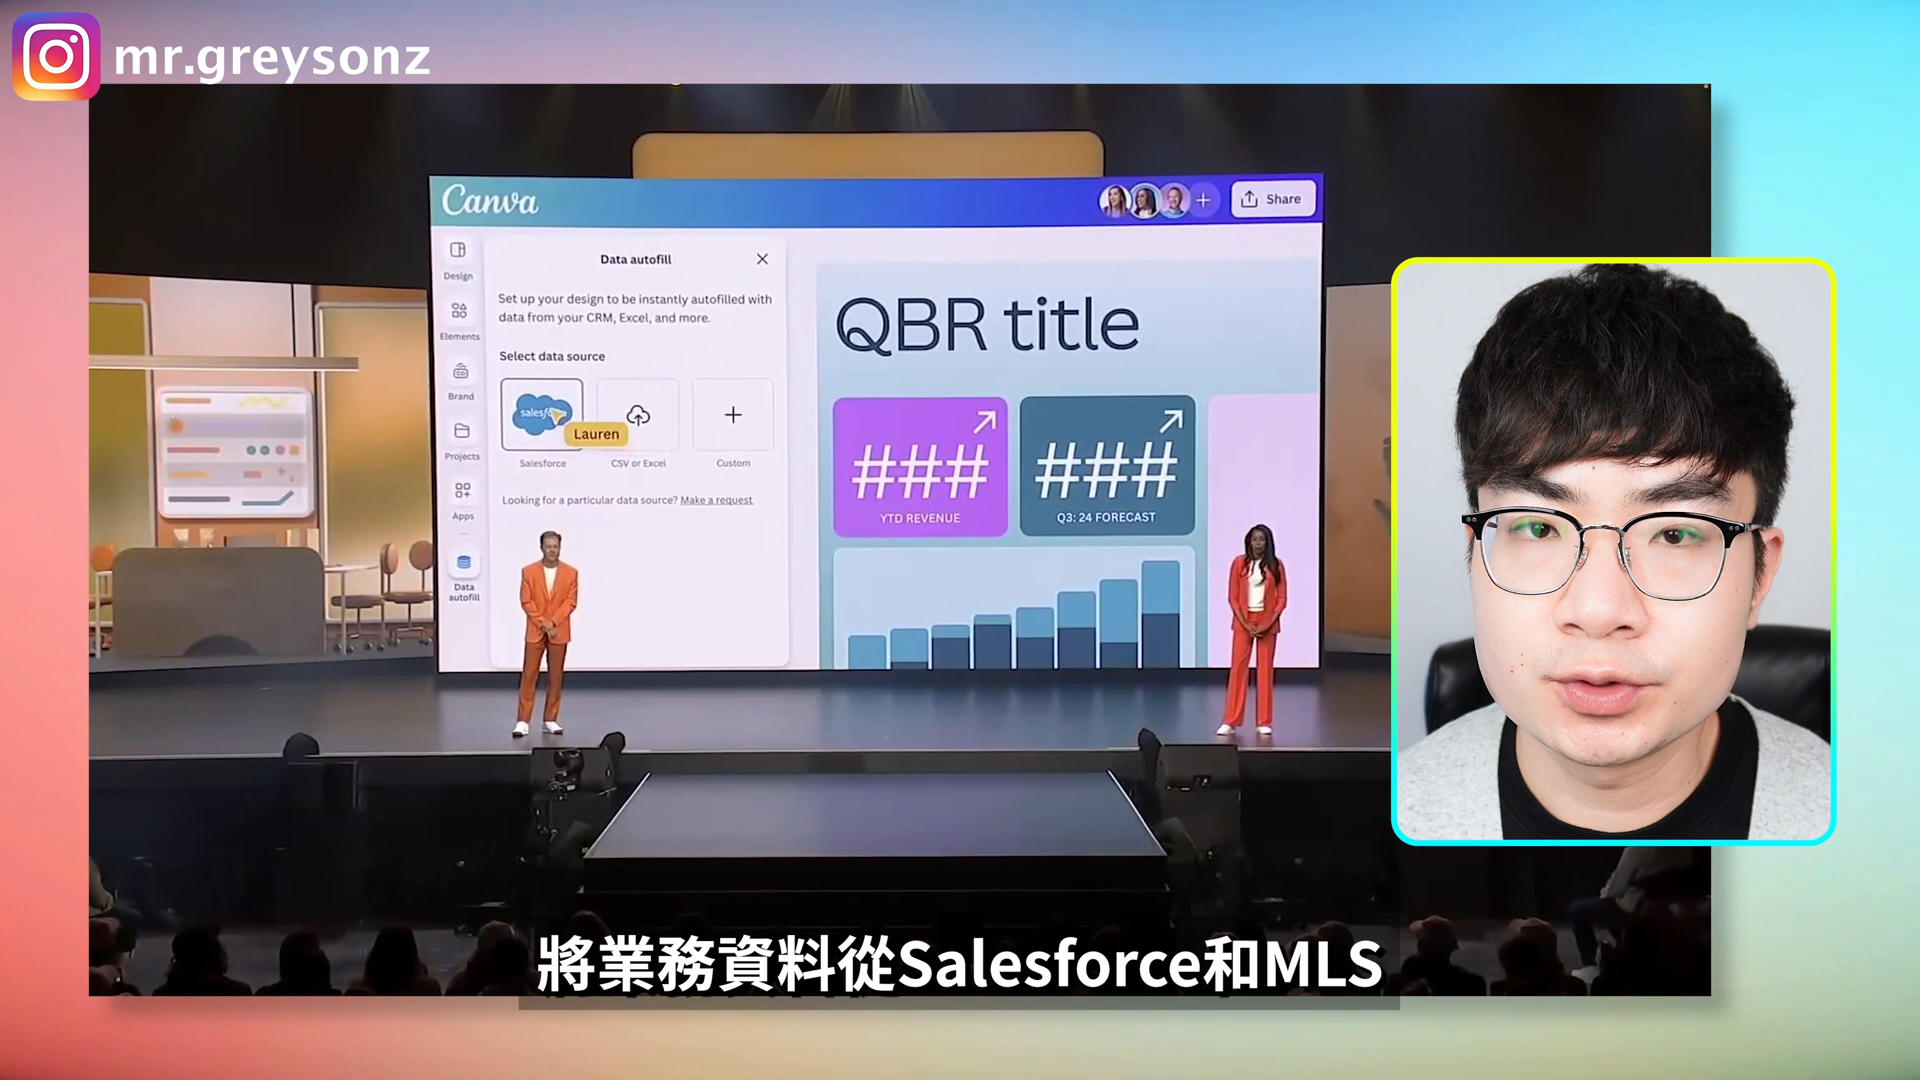 mr.greysonz
Canva
Share
Design
Elements
Brand
Projects
Apps
Data
autofill
Data autofill
Set up your design to be instantly autofilled with
data from your CRM, Excel, and more.
Select data source
Lauren
Salesforce
CSV or Excel
Custom
Looking for a particular data source? Make a request
QBR title
###
YTD REVENUE
###
Q3: 24 FORECAST
將業務資料從Salesforce和MLS